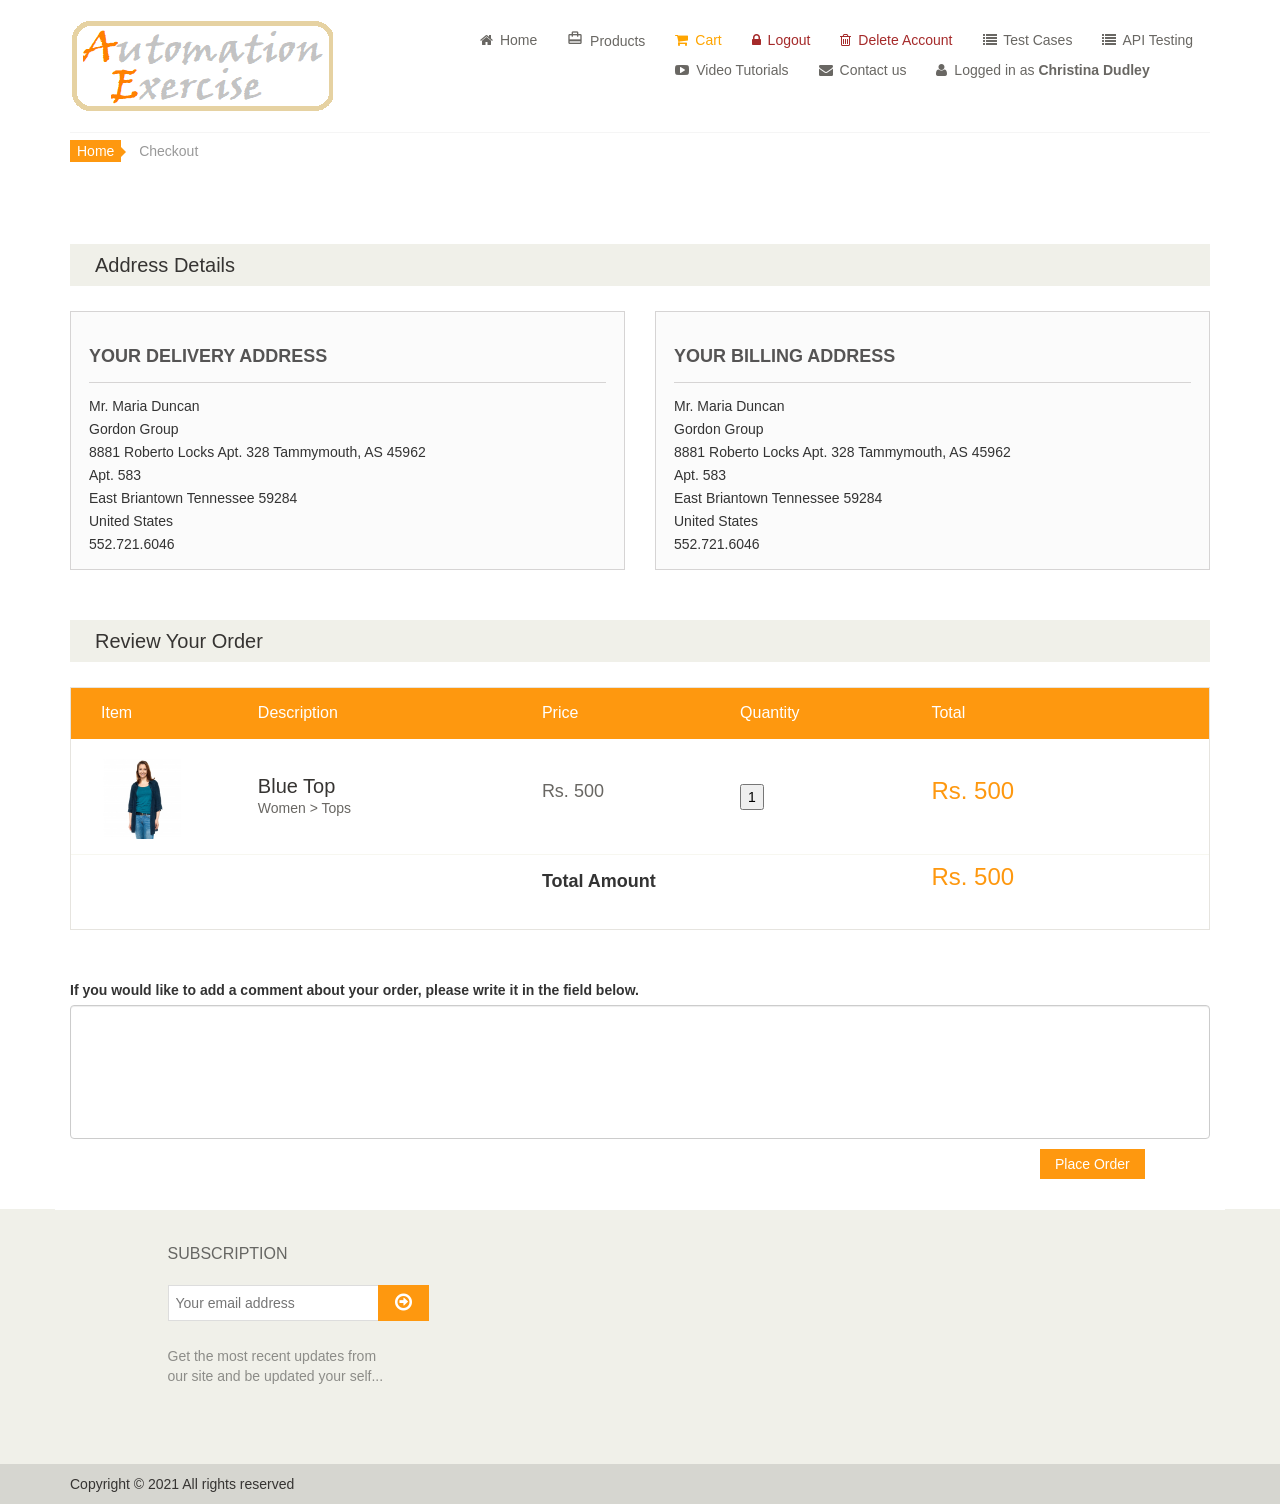 Automation
Exercise
Home Products Cart Logout Delete Account Test Cases API Testing
Video Tutorials Contact us Logged in as Christina Dudley
Home Checkout
Address Details
YOUR DELIVERY ADDRESS
Mr. Maria Duncan
Gordon Group
8881 Roberto Locks Apt. 328 Tammymouth, AS 45962
Apt. 583
East Briantown Tennessee 59284
United States
552.721.6046
YOUR BILLING ADDRESS
Mr. Maria Duncan
Gordon Group
8881 Roberto Locks Apt. 328 Tammymouth, AS 45962
Apt. 583
East Briantown Tennessee 59284
United States
552.721.6046
Review Your Order
Item Description Price Quantity Total
Blue Top
Women > Tops
Rs. 500 1 Rs. 500
Total Amount Rs. 500
If you would like to add a comment about your order, please write it in the field below.
Place Order
SUBSCRIPTION
Your email address
Get the most recent updates from
our site and be updated your self...
Copyright © 2021 All rights reserved